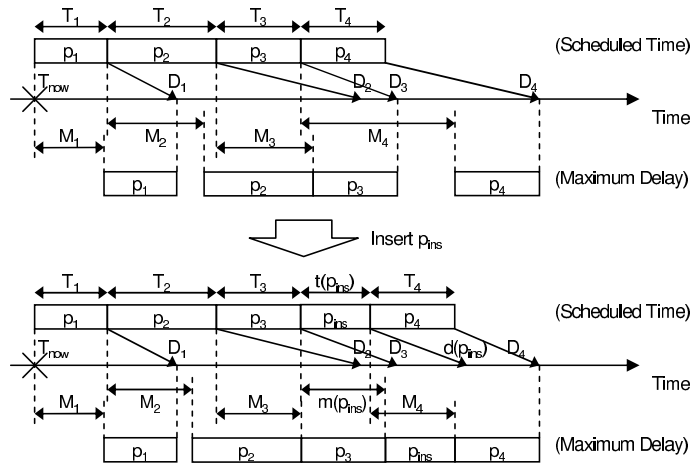 T1 T2 T3 T4
p1 p2 p3 p4 (Scheduled Time)
Tnow D1 D2 D3 D4
Time
M1 M2 M3 M4
p1 p2 p3 p4 (Maximum Delay)
Insert pins
T1 T2 T3 t(pins) T4
p1 p2 p3 pins p4 (Scheduled Time)
Tnow D1 D2 D3 d(pins) D4
Time
M1 M2 M3 m(pins) M4
p1 p2 p3 pins p4 (Maximum Delay)